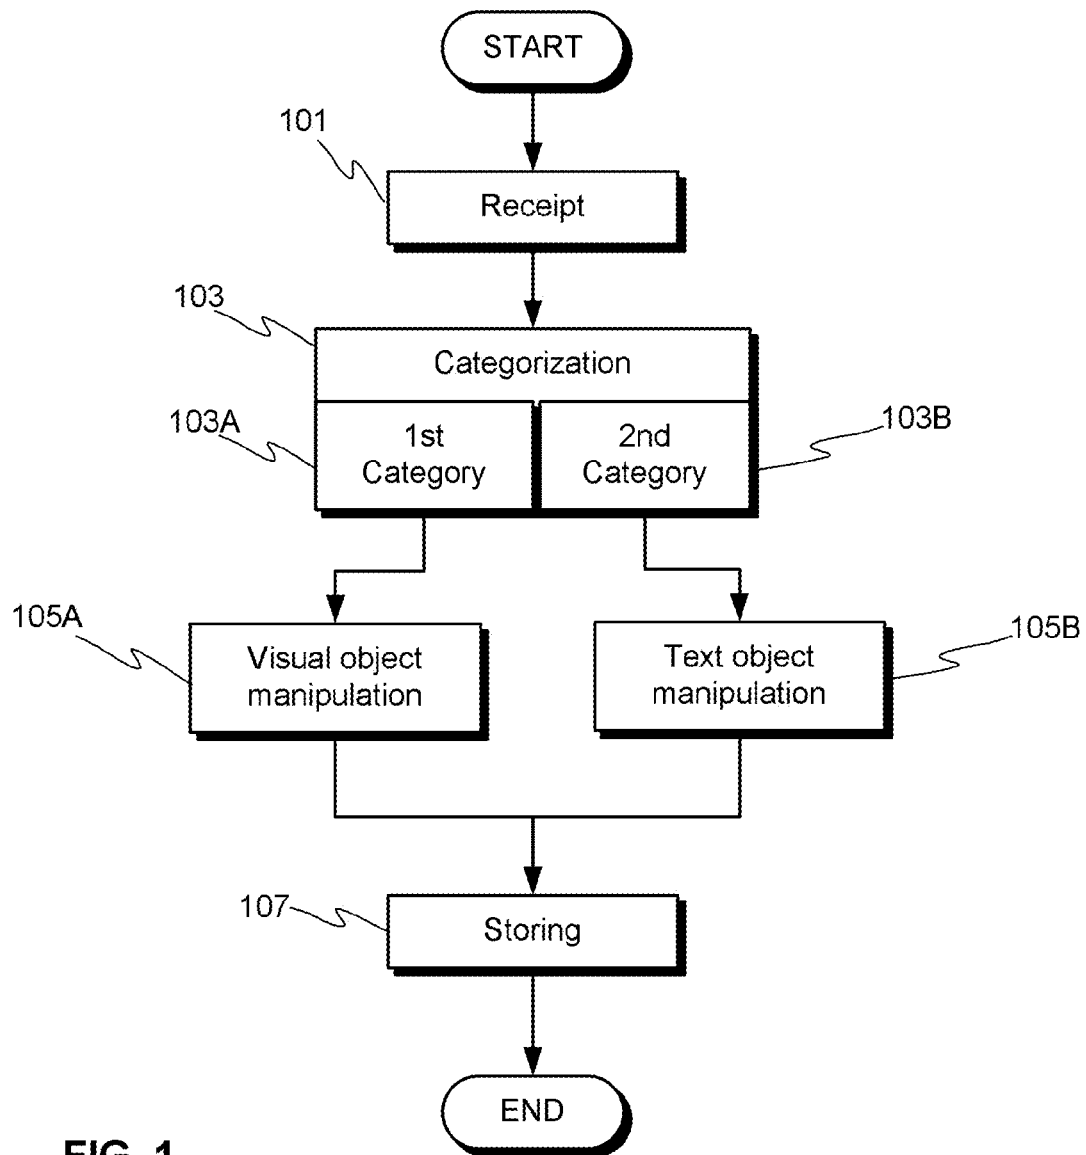 START
101
Receipt
103
Categorization
103A
1st
Category
2nd
Category
103B
105A
Visual object
manipulation
Text object
manipulation
105B
107
Storing
END
FIG. 1